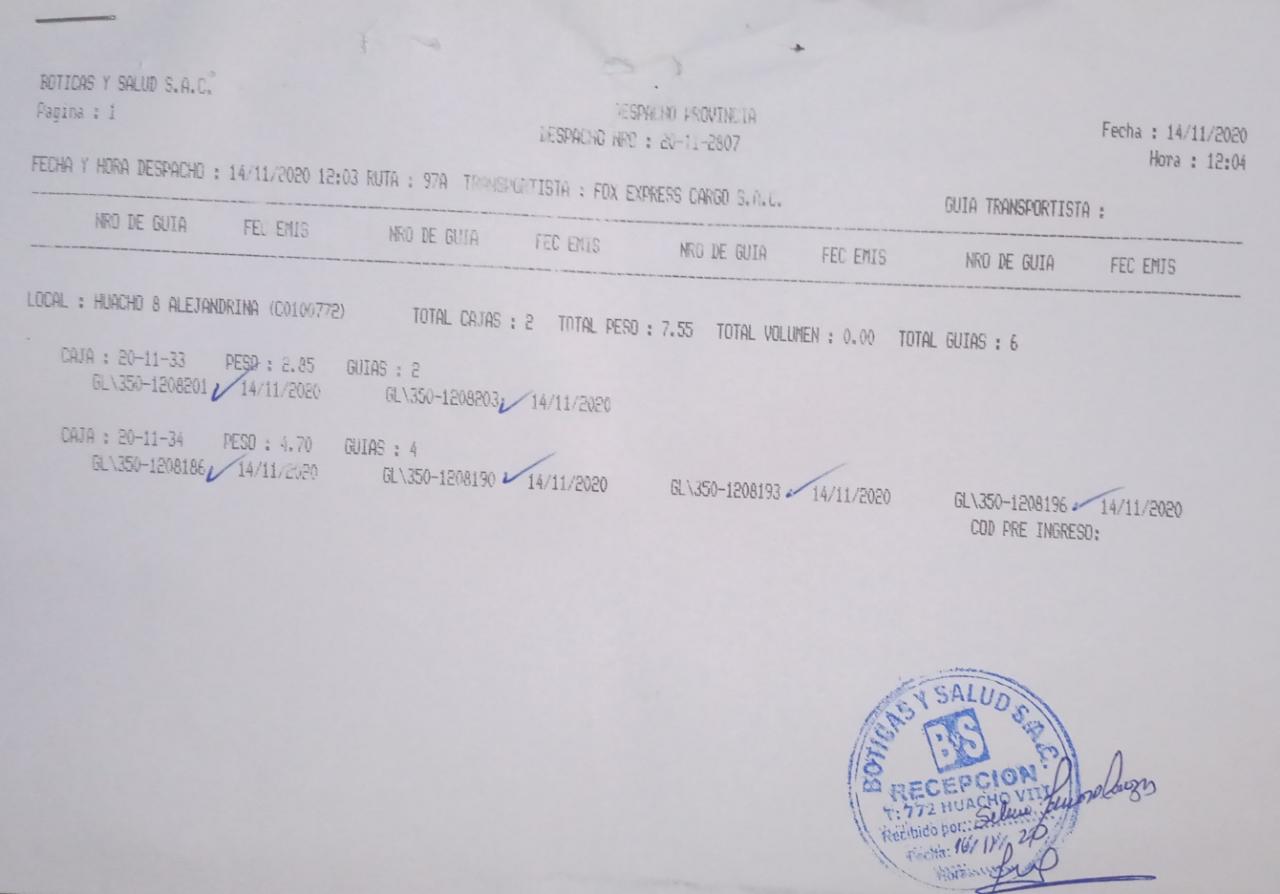 BOTICAS Y SALUD S.A.C.
Pagina : 1
DESPACHO PROVINCIA
DESPACHO NRO : 20-11-2807
Fecha : 14/11/2020
Hora : 12:04
FECHA Y HORA DESPACHO : 14/11/2020 12:03 RUTA : 97A TRANSPORTISTA : FOX EXPRESS CARGO S.A.C. GUIA TRANSPORTISTA :
NRO DE GUIA FEC EMIS NRO DE GUIA FEC EMIS NRO DE GUIA FEC EMIS NRO DE GUIA FEC EMIS
LOCAL : HUACHO 8 ALEJANDRINA (C0100772) TOTAL CAJAS : 2 TOTAL PESO : 7.55 TOTAL VOLUMEN : 0.00 TOTAL GUIAS : 6
CAJA : 20-11-33 PESO : 2.85 GUIAS : 2
GL\350-1208201 14/11/2020 GL\350-1208203 14/11/2020
CAJA : 20-11-34 PESO : 4.70 GUIAS : 4
GL\350-1208186 14/11/2020 GL\350-1208190 14/11/2020 GL\350-1208193 14/11/2020 GL\350-1208196 14/11/2020
COD PRE INGRESO:
BOTICAS Y SALUD S.A.C.
BS
RECEPCION
T: 772 HUACHO VIII
Recibido por:
Fecha: 16/11/20